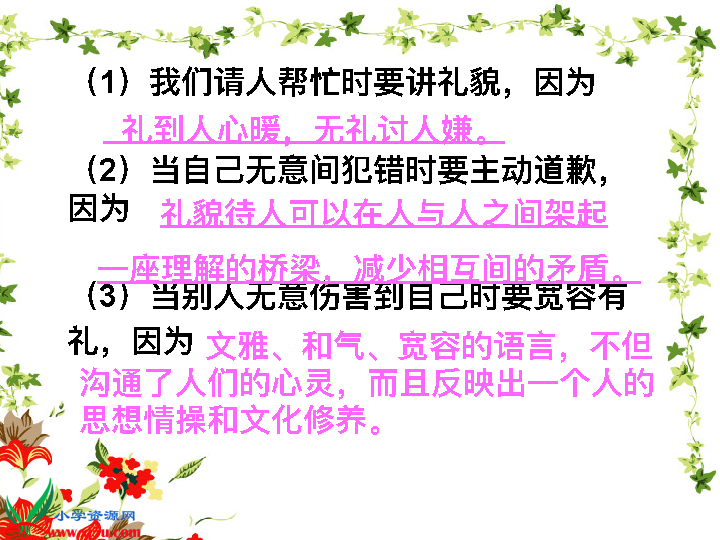 （1）我们请人帮忙时要讲礼貌，因为
礼到人心暖，无礼讨人嫌。
（2）当自己无意间犯错时要主动道歉，
因为 礼貌待人可以在人与人之间架起
一座理解的桥梁，减少相互间的矛盾。
（3）当别人无意伤害到自己时要宽容有
礼，因为 文雅、和气、宽容的语言，不但
沟通了人们的心灵，而且反映出一个人的
思想情操和文化修养。
小学资源网